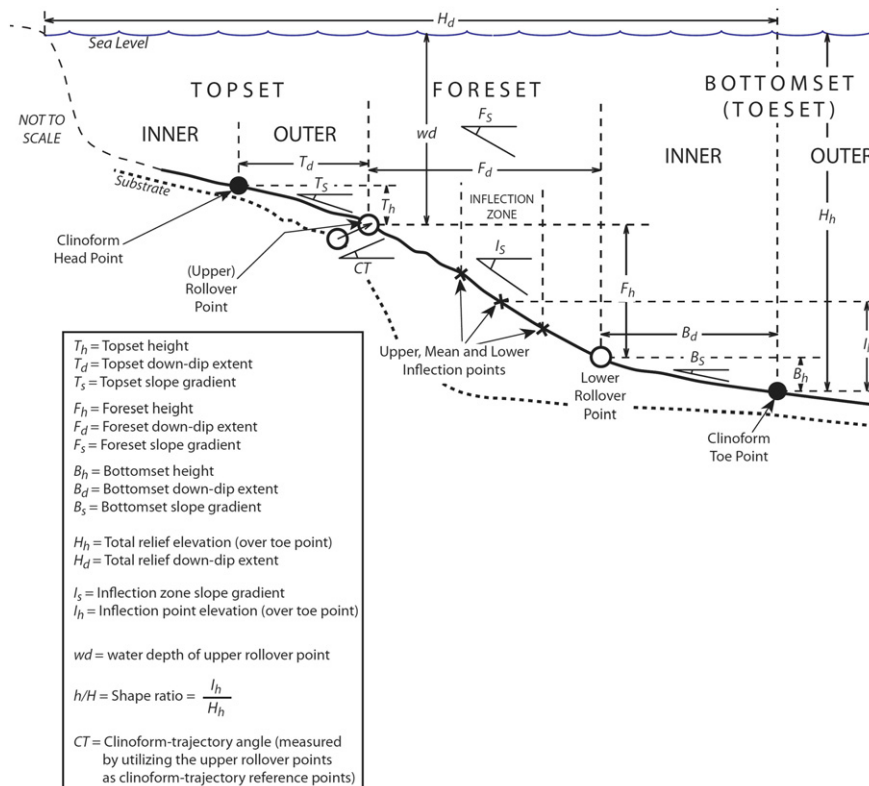 H_d
Sea Level
TOPSET
FORESET
BOTTOMSET
(TOESET)
NOT TO
SCALE
INNER
OUTER
wd
F_s
INNER
OUTER
T_d
F_d
Substrate
T_s
T_h
INFLECTION
ZONE
H_h
Clinoform
Head Point
(Upper)
Rollover
Point
CT
I_s
F_h
B_d
Upper, Mean and Lower
Inflection points
B_s
B_h
Lower
Rollover
Point
Clinoform
Toe Point
T_h = Topset height
T_d = Topset down-dip extent
T_s = Topset slope gradient
F_h = Foreset height
F_d = Foreset down-dip extent
F_s = Foreset slope gradient
B_h = Bottomset height
B_d = Bottomset down-dip extent
B_s = Bottomset slope gradient
H_h = Total relief elevation (over toe point)
H_d = Total relief down-dip extent
I_s = Inflection zone slope gradient
I_h = Inflection point elevation (over toe point)
wd = water depth of upper rollover point
h/H = Shape ratio = I_h / H_h
CT = Clinoform-trajectory angle (measured
by utilizing the upper rollover points
as clinoform-trajectory reference points)